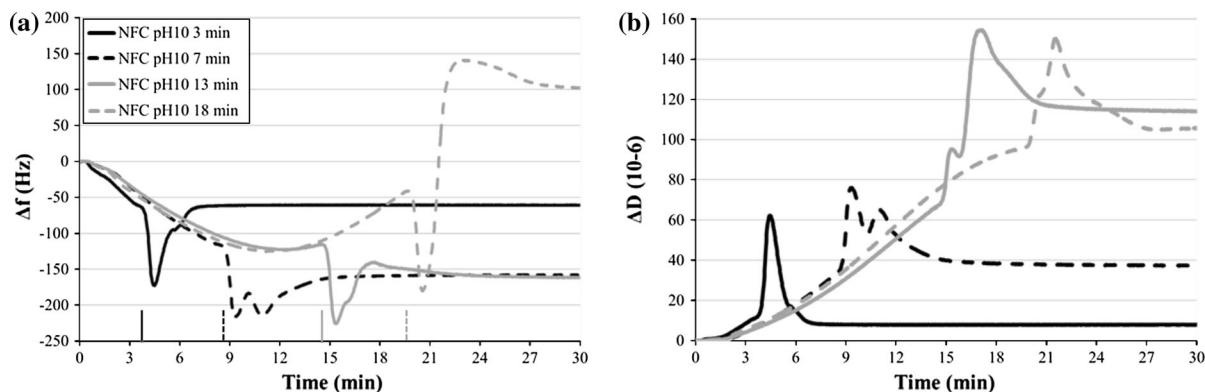 (a)
200
150
100
50
0
-50
-100
-150
-200
-250
Δf (Hz)
NFC pH10 3 min
NFC pH10 7 min
NFC pH10 13 min
NFC pH10 18 min
0 3 6 9 12 15 18 21 24 27 30
Time (min)
(b)
160
140
120
100
80
60
40
20
0
ΔD (10-6)
0 3 6 9 12 15 18 21 24 27 30
Time (min)